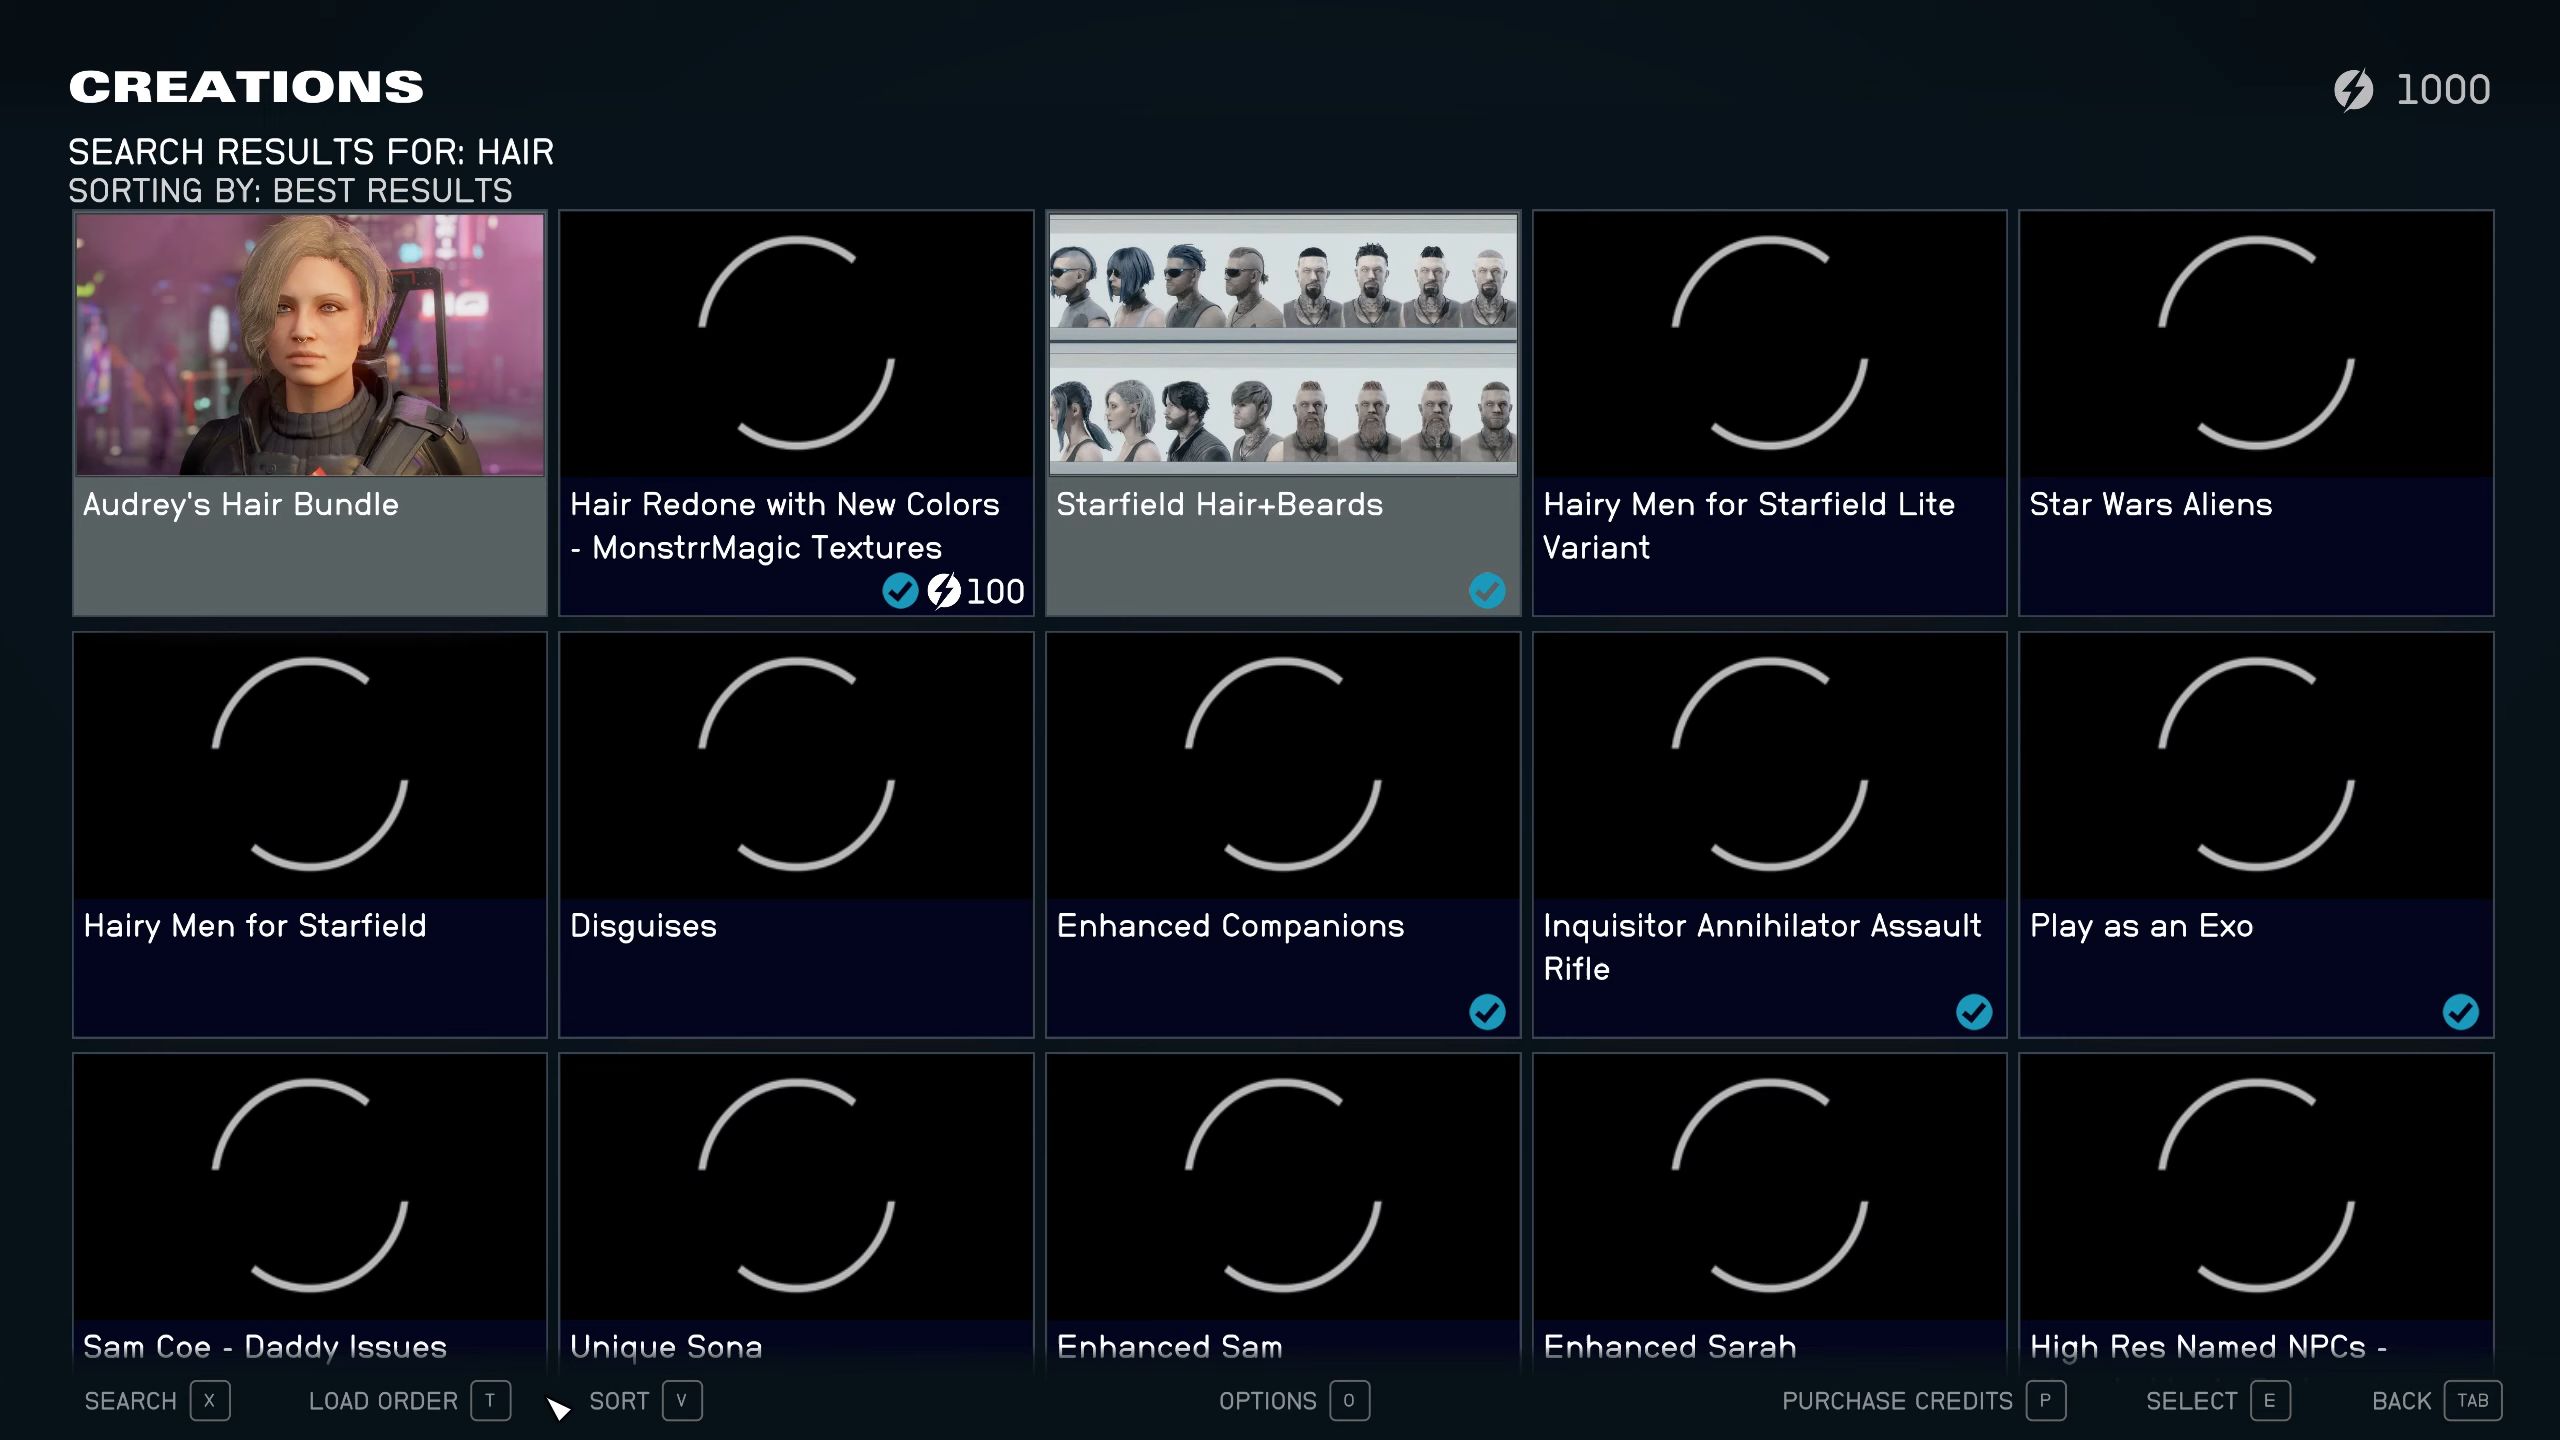 CREATIONS
1000
SEARCH RESULTS FOR: HAIR
SORTING BY: BEST RESULTS
Audrey's Hair Bundle
Hair Redone with New Colors
- MonstrrMagic Textures
100
Starfield Hair+Beards
Hairy Men for Starfield Lite
Variant
Star Wars Aliens
Hairy Men for Starfield
Disguises
Enhanced Companions
Inquisitor Annihilator Assault
Rifle
Play as an Exo
Sam Coe - Daddy Issues
Unique Sona
Enhanced Sam
Enhanced Sarah
High Res Named NPCs -
SEARCH X
LOAD ORDER T
SORT V
OPTIONS O
PURCHASE CREDITS P
SELECT E
BACK TAB